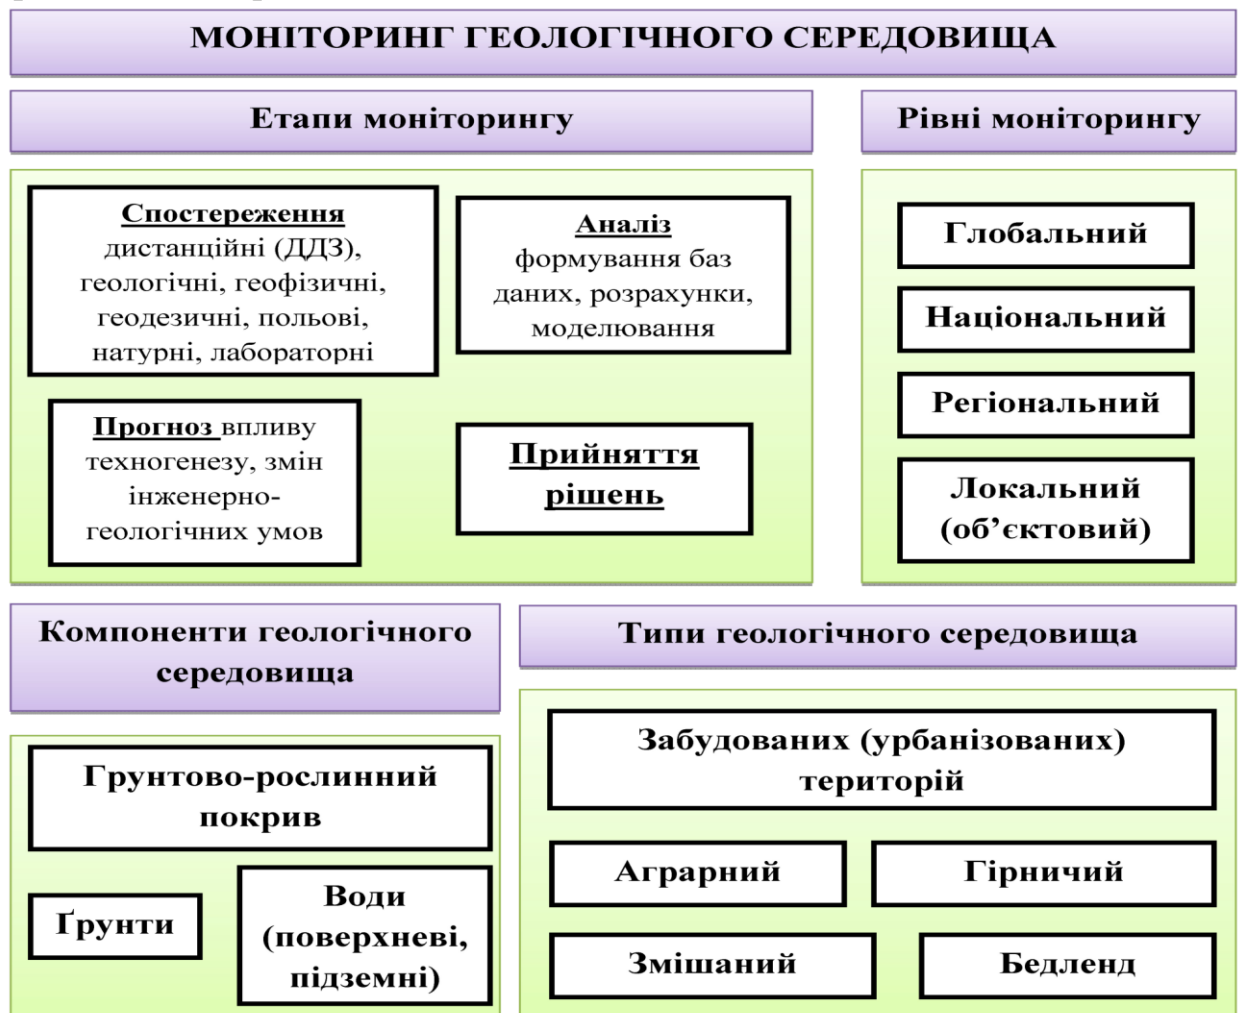 МОНІТОРИНГ ГЕОЛОГІЧНОГО СЕРЕДОВИЩА
Етапи моніторингу
Рівні моніторингу
Спостереження
дистанційні (ДДЗ),
геологічні, геофізичні,
геодезичні, польові,
натурні, лабораторні
Аналіз
формування баз
даних, розрахунки,
моделювання
Прогноз впливу
техногенезу, змін
інженерно-
геологічних умов
Прийняття
рішень
Глобальний
Національний
Регіональний
Локальний
(об’єктовий)
Компоненти геологічного
середовища
Типи геологічного середовища
Грунтово-рослинний
покрив
Ґрунти
Води
(поверхневі,
підземні)
Забудованих (урбанізованих)
територій
Аграрний
Гірничий
Змішаний
Бедленд